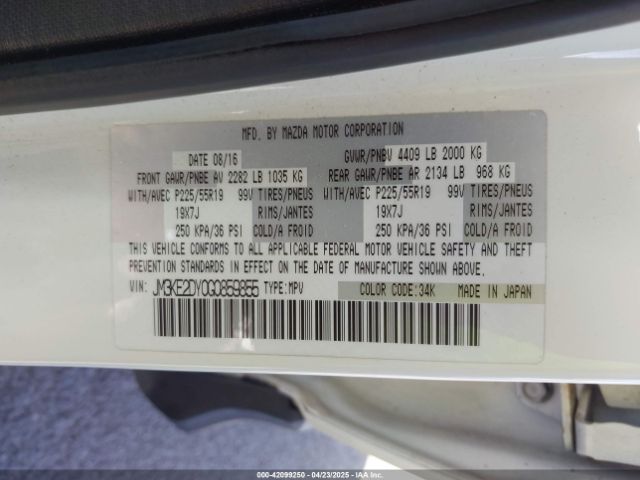 MFD. BY MAZDA MOTOR CORPORATION
DATE 08/16 GVWR/PNBV 4409 LB 2000 KG
FRONT GAWR/PNBE AV 2282 LB 1035 KG REAR GAWR/PNBE AR 2134 LB 968 KG
WITH/AVEC P225/55R19 99V TIRES/PNEUS WITH/AVEC P225/55R19 99V TIRES/PNEUS
19X7J RIMS/JANTES 19X7J RIMS/JANTES
250 KPA/36 PSI COLD/A FROID 250 KPA/36 PSI COLD/A FROID
THIS VEHICLE CONFORMS TO ALL APPLICABLE FEDERAL MOTOR VEHICLE SAFETY AND THEFT
PREVENTION STANDARDS IN EFFECT ON THE DATE OF MANUFACTURE SHOWN ABOVE.
VIN: JM3KE2DY0G0859855 TYPE:MPV COLOR CODE:34K MADE IN JAPAN
000-42099250 04/23/2025 www.iaai.com Copyright IAA, LLC